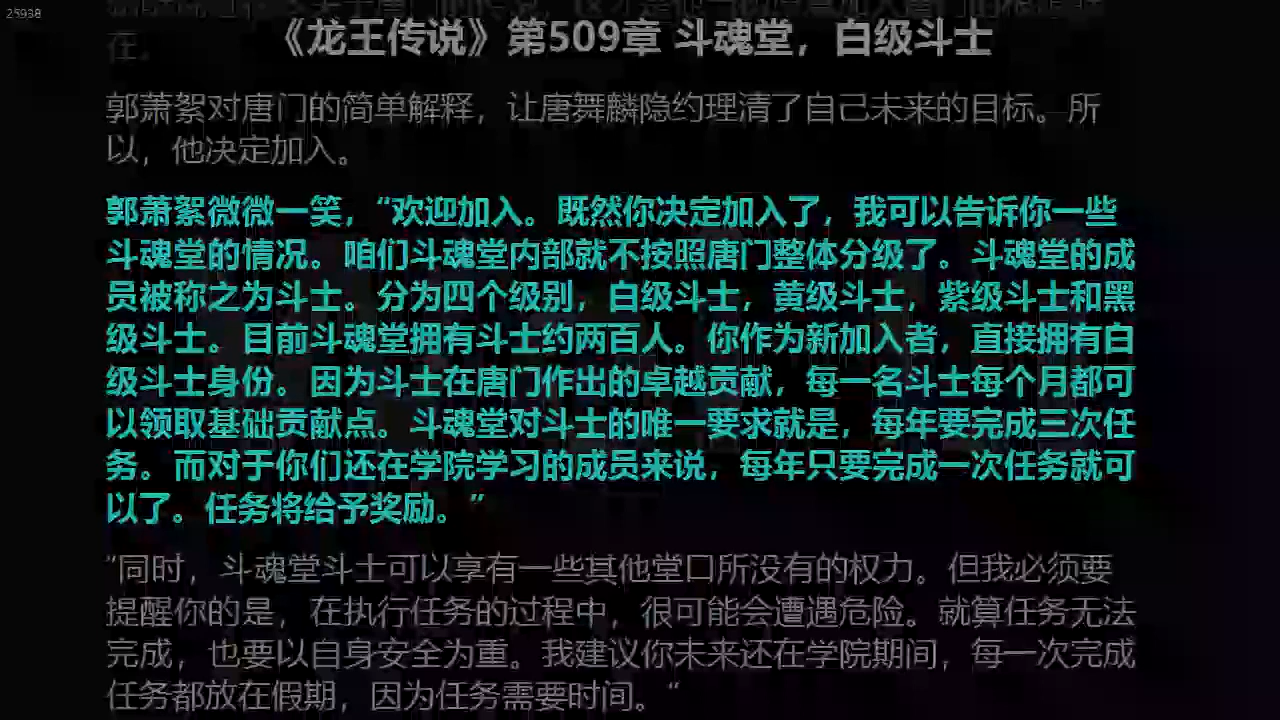 25938
在.
《龙王传说》第509章 斗魂堂，白级斗士
郭萧絮对唐门的简单解释，让唐舞麟隐约理清了自己未来的目标。所
以，他决定加入。
郭萧絮微微一笑，“欢迎加入。既然你决定加入了，我可以告诉你一些
斗魂堂的情况。咱们斗魂堂内部就不按照唐门整体分级了。斗魂堂的成
员被称之为斗士。分为四个级别，白级斗士，黄级斗士，紫级斗士和黑
级斗士。目前斗魂堂拥有斗士约两百人。你作为新加入者，直接拥有白
级斗士身份。因为斗士在唐门作出的卓越贡献，每一名斗士每个月都可
以领取基础贡献点。斗魂堂对斗士的唯一要求就是，每年要完成三次任
务。而对于你们还在学院学习的成员来说，每年只要完成一次任务就可
以了。任务将给予奖励。”
“同时，斗魂堂斗士可以享有一些其他堂口所没有的权力。但我必须要
提醒你的是，在执行任务的过程中，很可能会遭遇危险。就算任务无法
完成，也要以自身安全为重。我建议你未来还在学院期间，每一次完成
任务都放在假期，因为任务需要时间。“